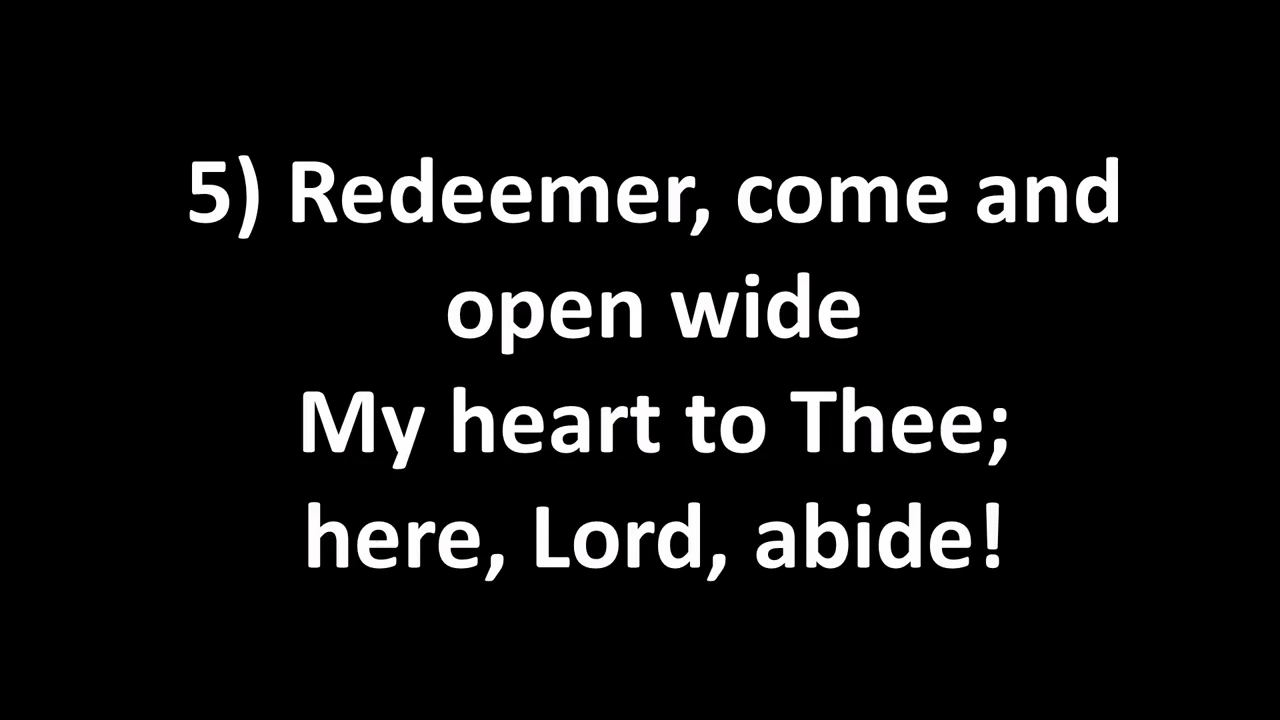 5) Redeemer, come and
open wide
My heart to Thee;
here, Lord, abide!